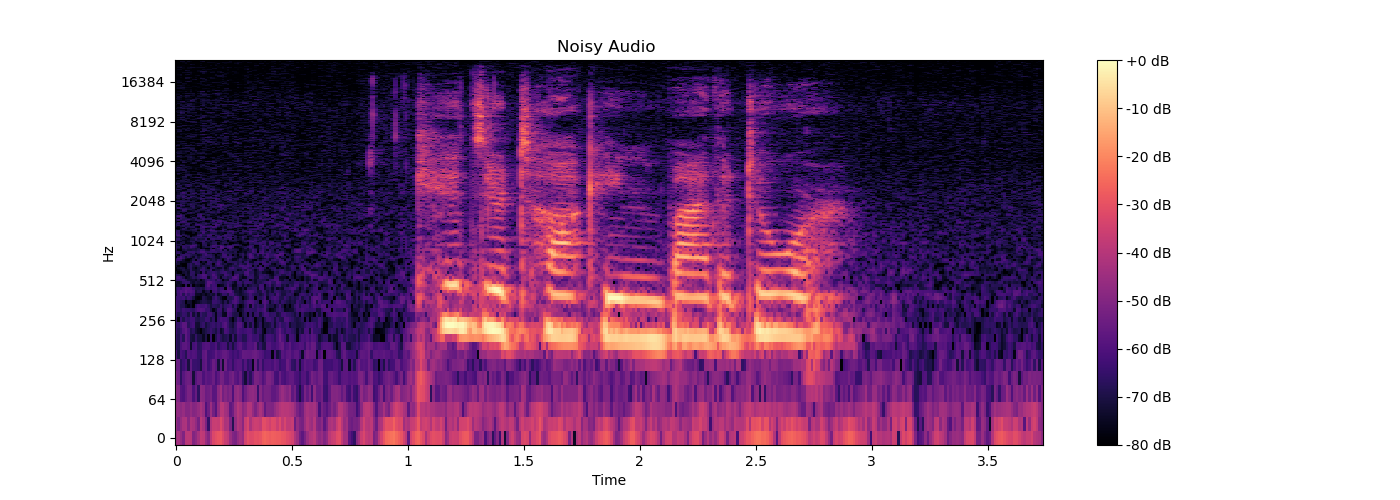 Noisy Audio
Hz
16384
8192
4096
2048
1024
512
256
128
64
0
0 0.5 1 1.5 2 2.5 3 3.5
Time
+0 dB
-10 dB
-20 dB
-30 dB
-40 dB
-50 dB
-60 dB
-70 dB
-80 dB